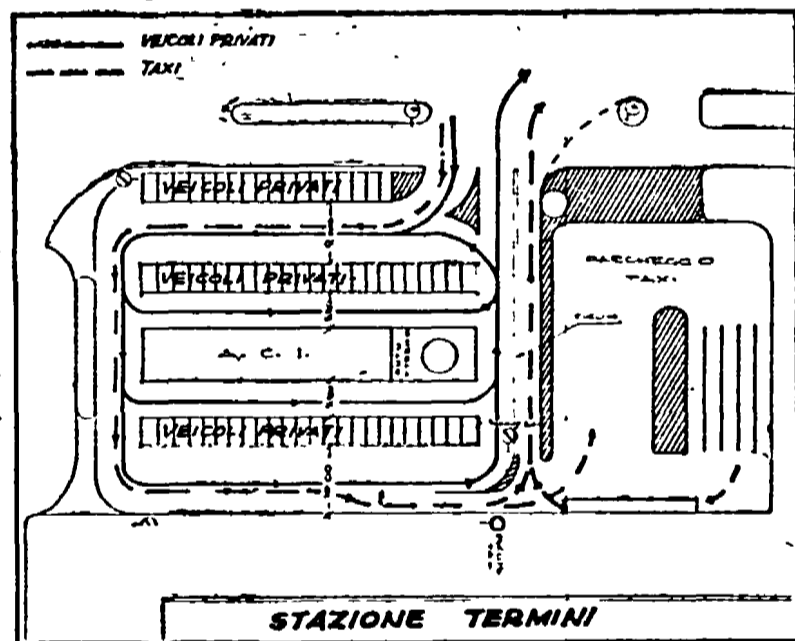 VEICOLI PRIVATI
TAXI
VEICOLI PRIVATI
VEICOLI PRIVATI
PARCHEGGIO
TAXI
A. C. I.
VEICOLI PRIVATI
STAZIONE TERMINI